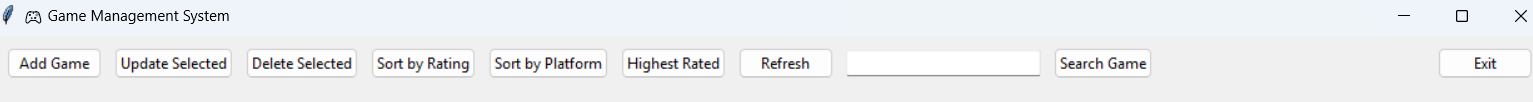 🎮 Game Management System
Add Game Update Selected Delete Selected Sort by Rating Sort by Platform Highest Rated Refresh Search Game Exit